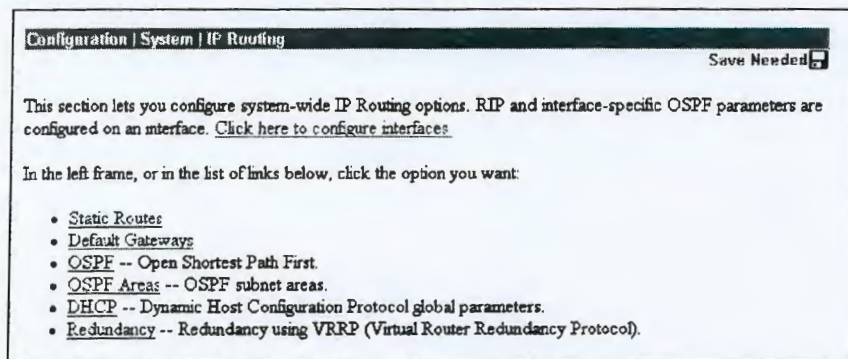 Configuration | System | IP Routing
Save Needed
This section lets you configure system-wide IP Routing options. RIP and interface-specific OSPF parameters are
configured on an interface. Click here to configure interfaces
In the left frame, or in the list of links below, click the option you want:
• Static Routes
• Default Gateways
• OSPF -- Open Shortest Path First.
• OSPF Areas -- OSPF subnet areas.
• DHCP -- Dynamic Host Configuration Protocol global parameters.
• Redundancy -- Redundancy using VRRP (Virtual Router Redundancy Protocol).